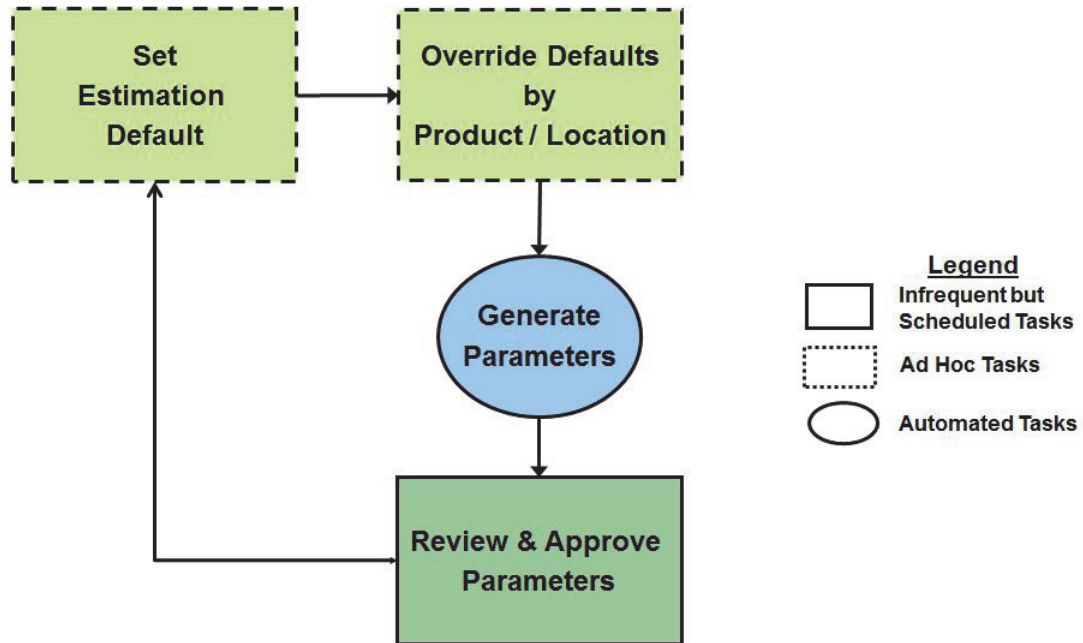 Set
Estimation
Default
Override Defaults
by
Product / Location
Generate
Parameters
Review & Approve
Parameters
Legend
Infrequent but
Scheduled Tasks
Ad Hoc Tasks
Automated Tasks